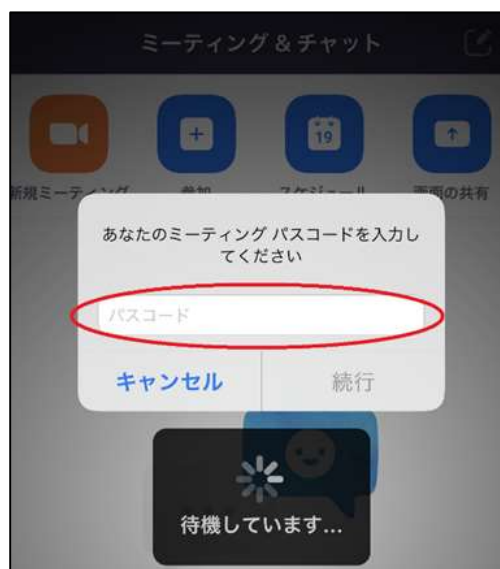 ミーティング & チャット
19
新規ミーティング 参加 スケジュール 画面の共有
あなたのミーティング パスコードを入力し
てください
パスコード
キャンセル 続行
待機しています...